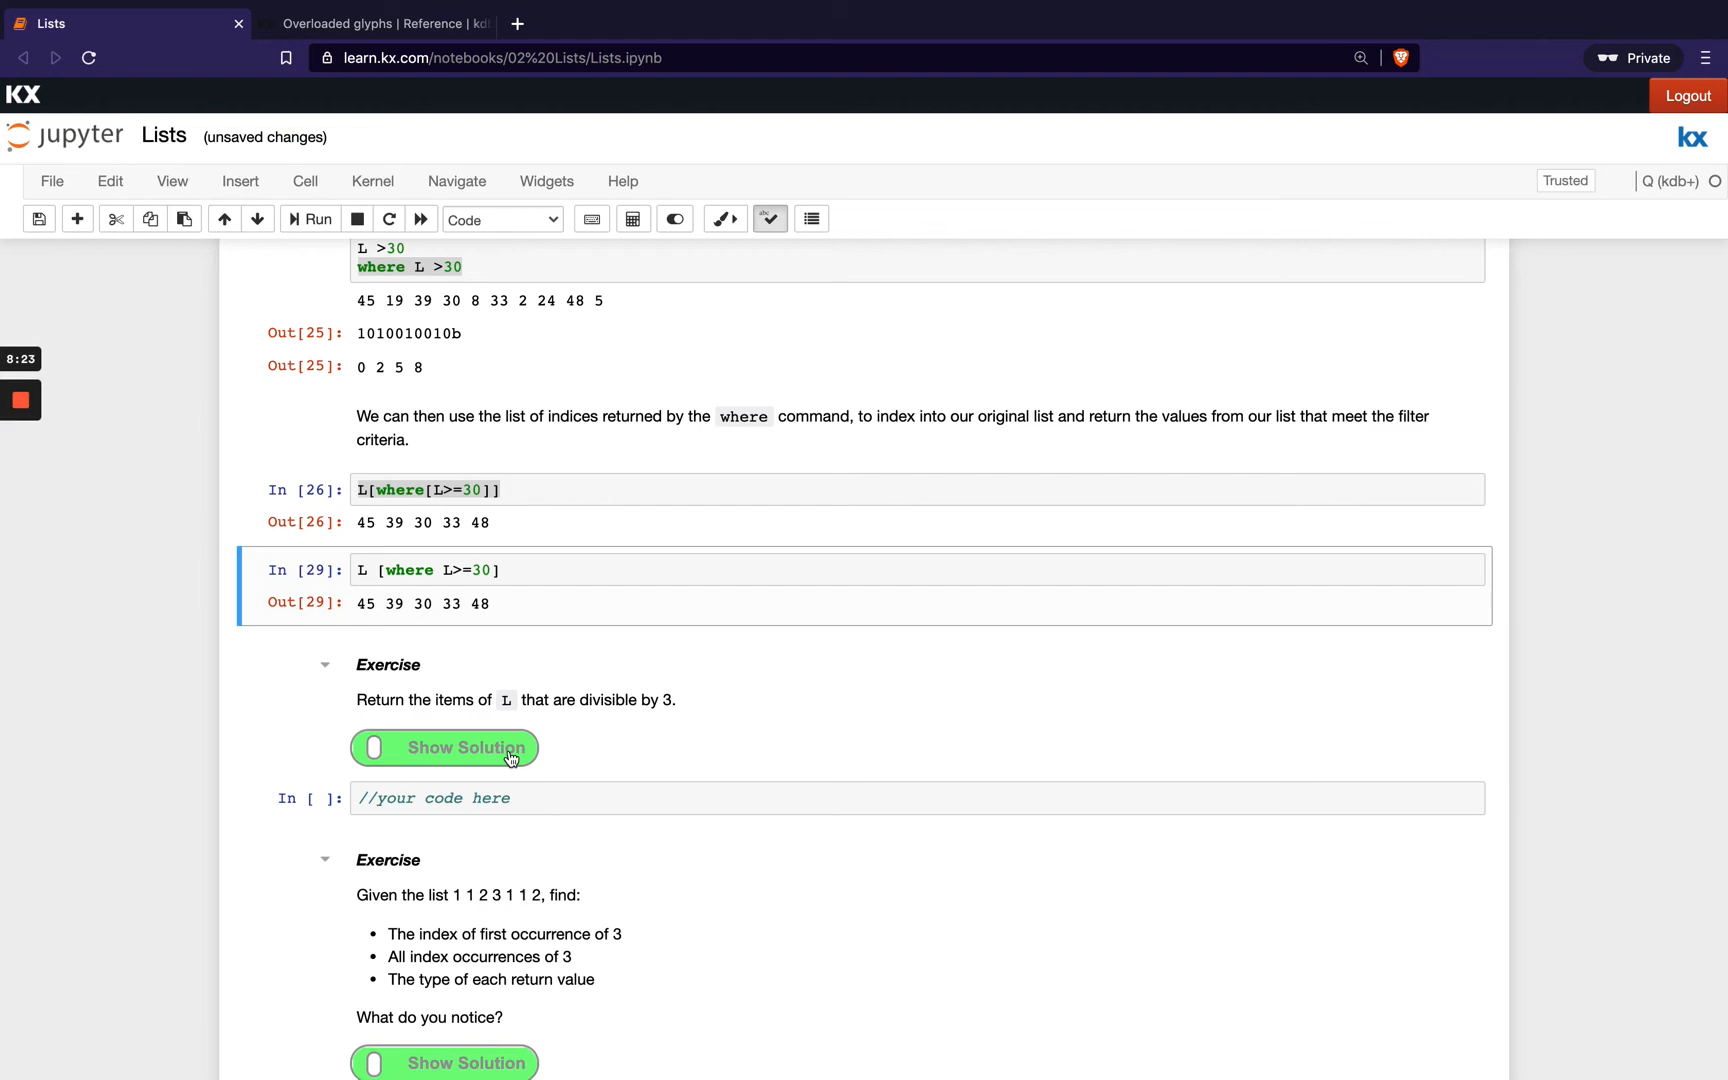 Lists
Overloaded glyphs | Reference | kd
learn.kx.com/notebooks/02%20Lists/Lists.ipynb
Private
KX
Logout
jupyter Lists (unsaved changes)
kx
File Edit View Insert Cell Kernel Navigate Widgets Help
Trusted
Q (kdb+)
Run
Code
abc
L >30
where L >30
45 19 39 30 8 33 2 24 48 5
Out[25]: 1010010010b
Out[25]: 0 2 5 8
8:23
We can then use the list of indices returned by the where command, to index into our original list and return the values from our list that meet the filter
criteria.
In [26]: L[where[L>=30]]
Out[26]: 45 39 30 33 48
In [29]: L [where L>=30]
Out[29]: 45 39 30 33 48
Exercise
Return the items of L that are divisible by 3.
Show Solution
In [ ]: //your code here
Exercise
Given the list 1 1 2 3 1 1 2, find:
• The index of first occurrence of 3
• All index occurrences of 3
• The type of each return value
What do you notice?
Show Solution